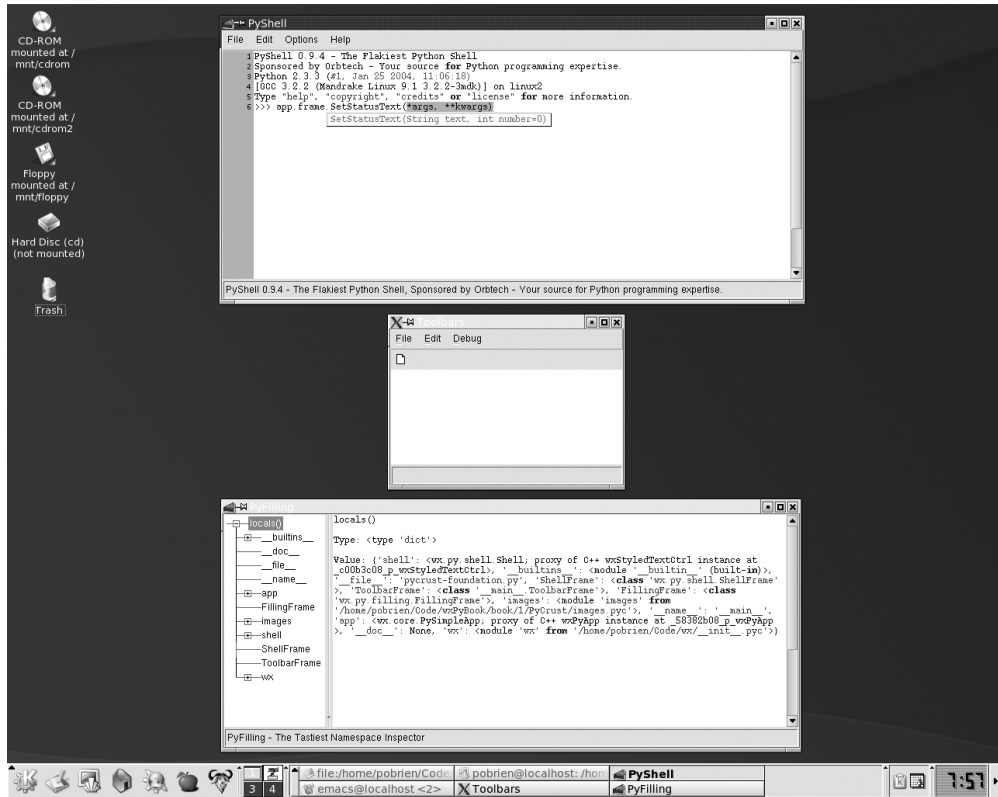 CD-ROM
mounted at /
mnt/cdrom
CD-ROM
mounted at /
mnt/cdrom2
Floppy
mounted at /
mnt/floppy
Hard Disc (cd)
(not mounted)
Trash
PyShell
File Edit Options Help
1 PyShell 0.9.4 - The Flakiest Python Shell
2 Sponsored by Orbtech - Your source for Python programming expertise.
3 Python 2.3.3 (#1, Jan 25 2004, 11:06:18)
4 [GCC 3.2.2 (Mandrake Linux 9.1 3.2.2-3mdk)] on linux2
5 Type "help", "copyright", "credits" or "license" for more information.
6 >>> app.frame.SetStatusText(*args, **kwargs)
SetStatusText(String text, int number=0)
PyShell 0.9.4 - The Flakiest Python Shell, Sponsored by Orbtech - Your source for Python programming expertise.
Toolbars
File Edit Debug
PyFilling
locals()
__builtins__
__doc__
__file__
__name__
app
FillingFrame
images
shell
ShellFrame
ToolbarFrame
wx
locals()
Type: <type 'dict'>
Value: {'shell': <wx.py.shell.Shell; proxy of C++ wxStyledTextCtrl instance at
_c00b3c08_p_wxStyledTextCtrl>, '__builtins__': <module '__builtin__' (built-in)>,
'__file__': 'pycrust-foundation.py', 'ShellFrame': <class 'wx.py.shell.ShellFrame'
>, 'ToolbarFrame': <class '__main__.ToolbarFrame'>, 'FillingFrame': <class
'wx.py.filling.FillingFrame'>, 'images': <module 'images' from
'/home/pobrien/Code/wxPyBook/book/1/PyCrust/images.pyc'>, '__name__': '__main__',
'app': <wx.core.PySimpleApp; proxy of C++ wxPyApp instance at _58382b08_p_wxPyApp
>, '__doc__': None, 'wx': <module 'wx' from '/home/pobrien/Code/wx/__init__.pyc'>}
PyFilling - The Tastiest Namespace Inspector
file:/home/pobrien/Code
pobrien@localhost: /hom
PyShell
3 4
emacs@localhost <2>
Toolbars
PyFilling
7:57